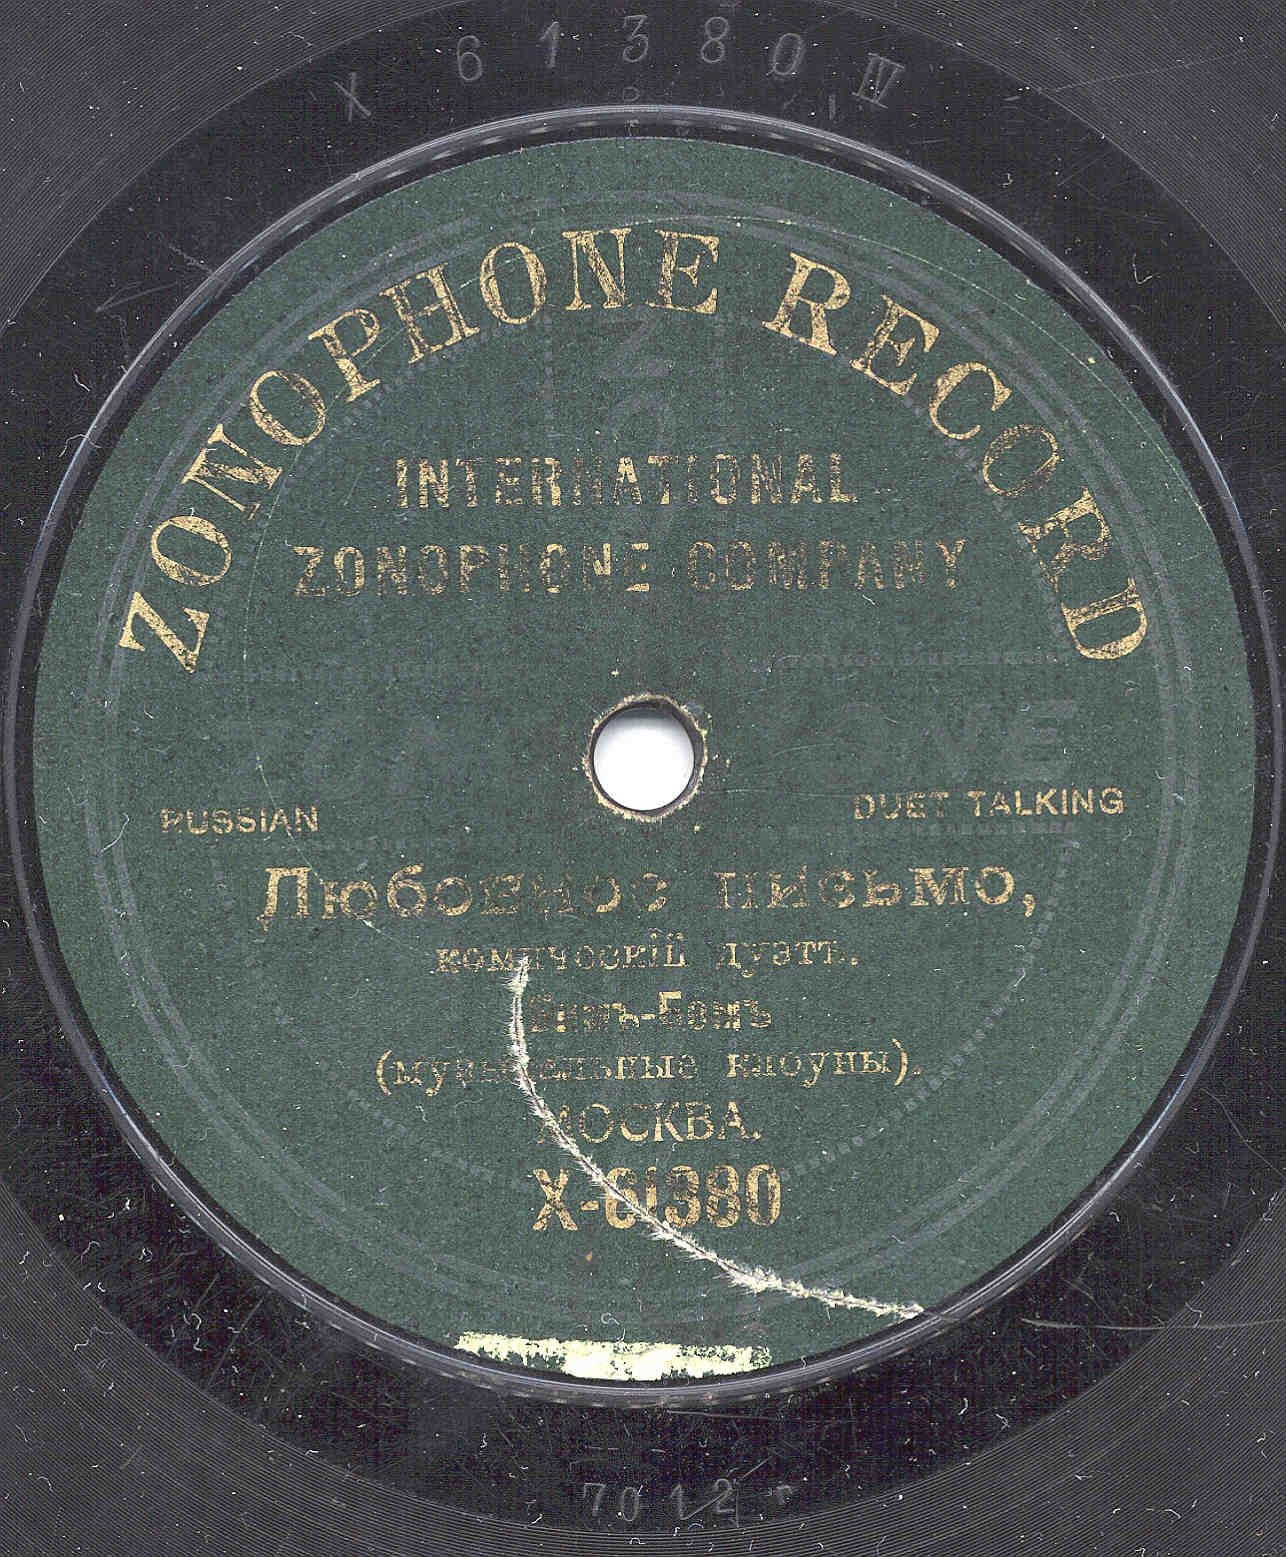 X 61380 IV
ZONOPHONE RECORD
INTERNATIONAL
ZONOPHONE COMPANY
RUSSIAN
DUET TALKING
Любовное письмо,
комическій дуэтъ.
Бимъ-Бомъ
(музыкальные клоуны).
МОСКВА.
X-61380
7012 r